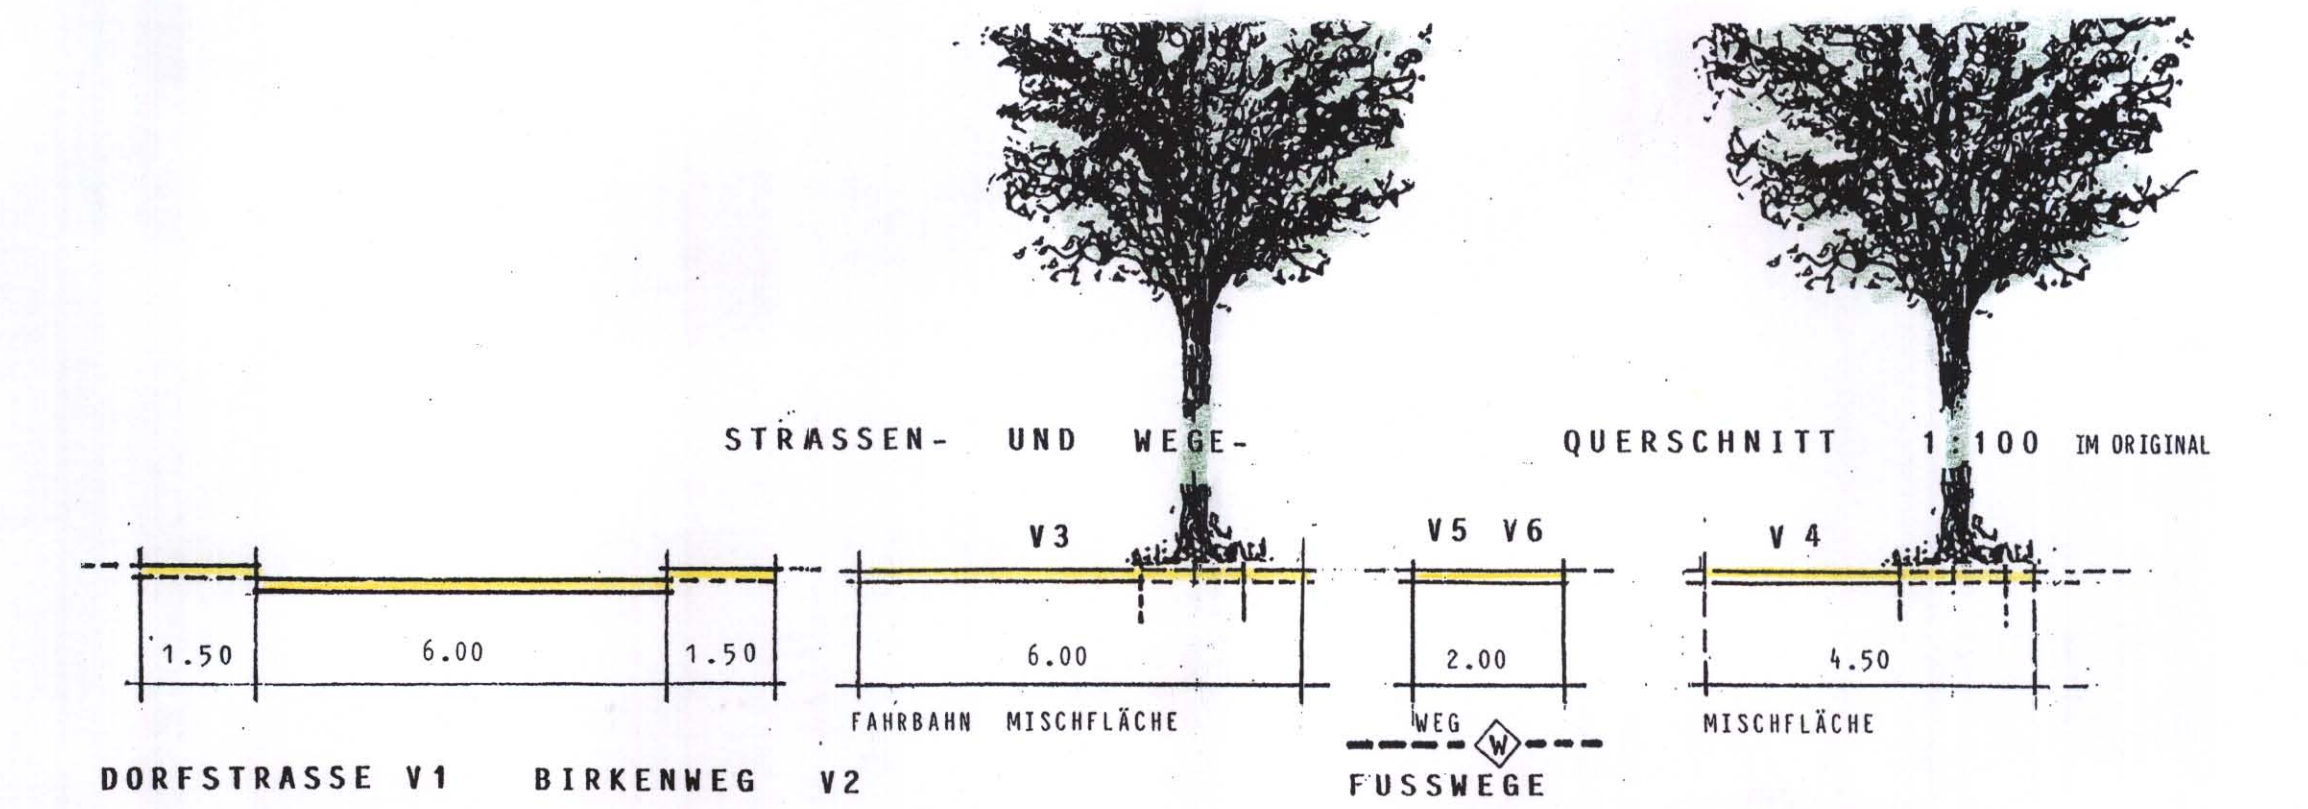 STRASSEN- UND WEGE- QUERSCHNITT 1:100 IM ORIGINAL
V3 V5 V6 V4
1.50 6.00 1.50 6.00 2.00 4.50
FAHRBAHN MISCHFLÄCHE WEG MISCHFLÄCHE
W
DORFSTRASSE V1 BIRKENWEG V2 FUSSWEGE